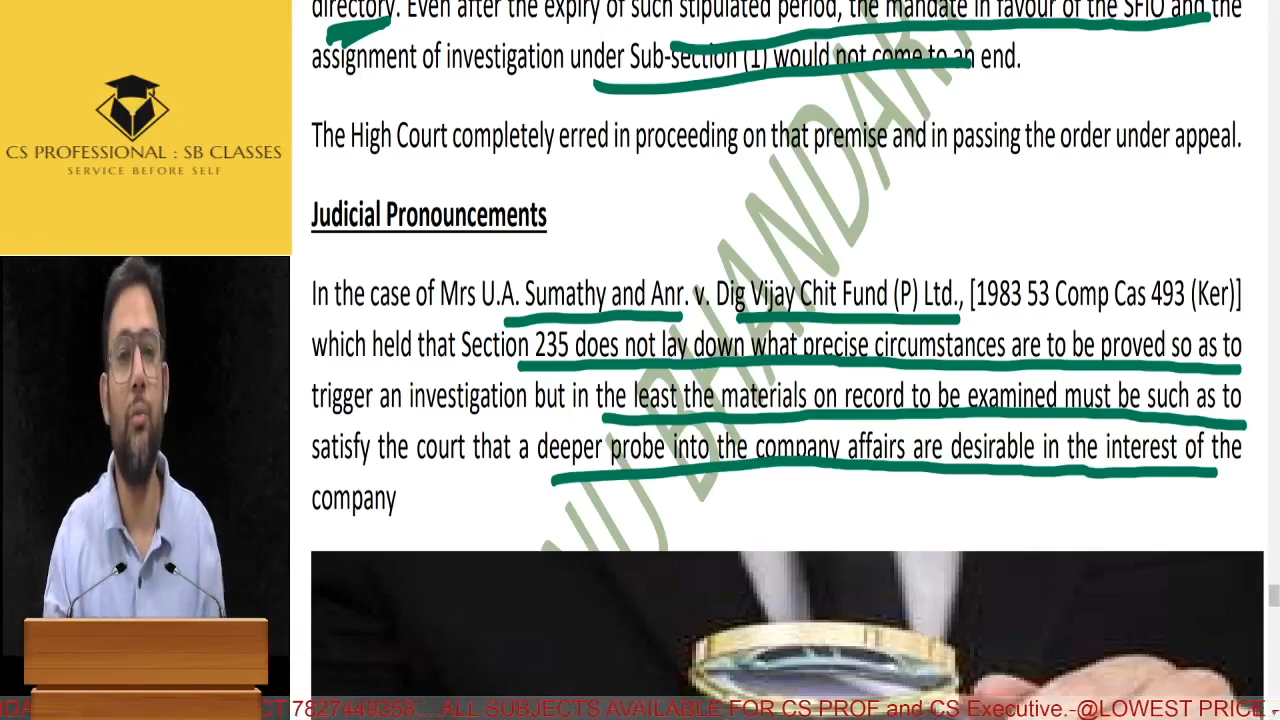 directory. Even after the expiry of such stipulated period, the mandate in favour of the SFIO and the
assignment of investigation under Sub-section (1) would not come to an end.
The High Court completely erred in proceeding on that premise and in passing the order under appeal.
Judicial Pronouncements
In the case of Mrs U.A. Sumathy and Anr. v. Dig Vijay Chit Fund (P) Ltd., [1983 53 Comp Cas 493 (Ker)]
which held that Section 235 does not lay down what precise circumstances are to be proved so as to
trigger an investigation but in the least the materials on record to be examined must be such as to
satisfy the court that a deeper probe into the company affairs are desirable in the interest of the
company
CS PROFESSIONAL : SB CLASSES
SERVICE BEFORE SELF
NU BHANDARI
CT 7827449358....ALL SUBJECTS AVAILABLE FOR CS PROF and CS Executive.-@LOWEST PRICE -